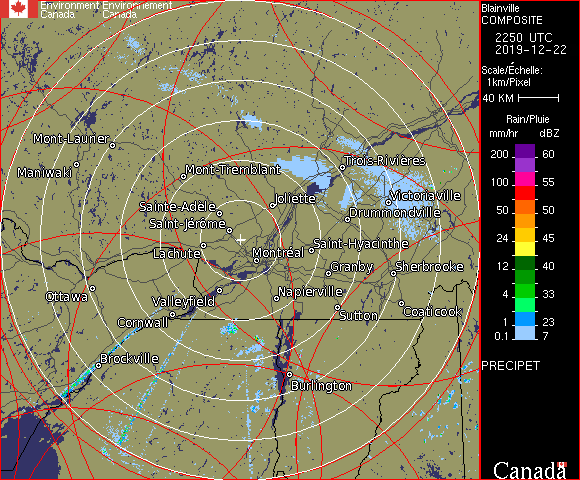 Environment Environnement
Canada Canada
Blainville
COMPOSITE
2250 UTC
2019-12-22
Scale/Échelle:
1km/Pixel
40 KM
Rain/Pluie
mm/hr dBZ
200 60
100 55
50 50
24 45
12 40
4 33
1 23
0.1 7
PRECIPET
Canada
Mont-Laurier
Maniwaki
Mont-Tremblant
Trois-Rivières
Sainte-Adèle
Joliette
Victoriaville
Saint-Jérôme
Drummondville
Lachute
Montréal
Saint-Hyacinthe
Granby
Sherbrooke
Ottawa
Valleyfield
Napierville
Cornwall
Sutton
Coaticook
Brockville
Burlington